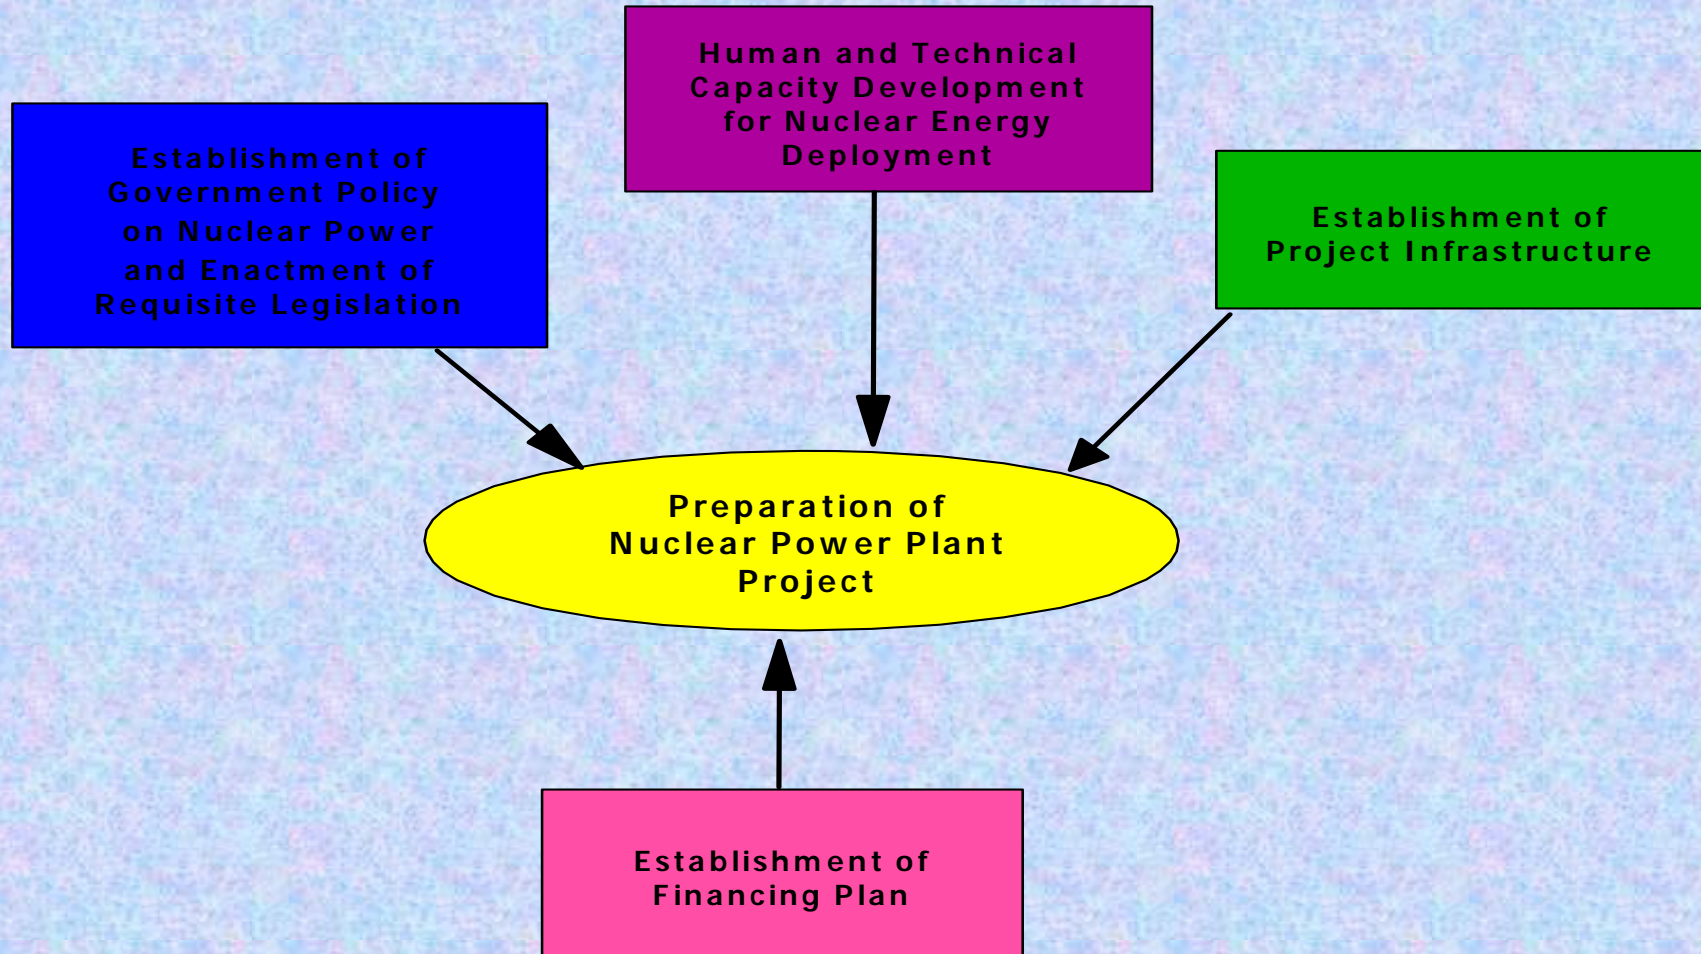 Human and Technical
Capacity Development
for Nuclear Energy
Deployment
Establishment of
Government Policy
on Nuclear Power
and Enactment of
Requisite Legislation
Establishment of
Project Infrastructure
Preparation of
Nuclear Power Plant
Project
Establishment of
Financing Plan